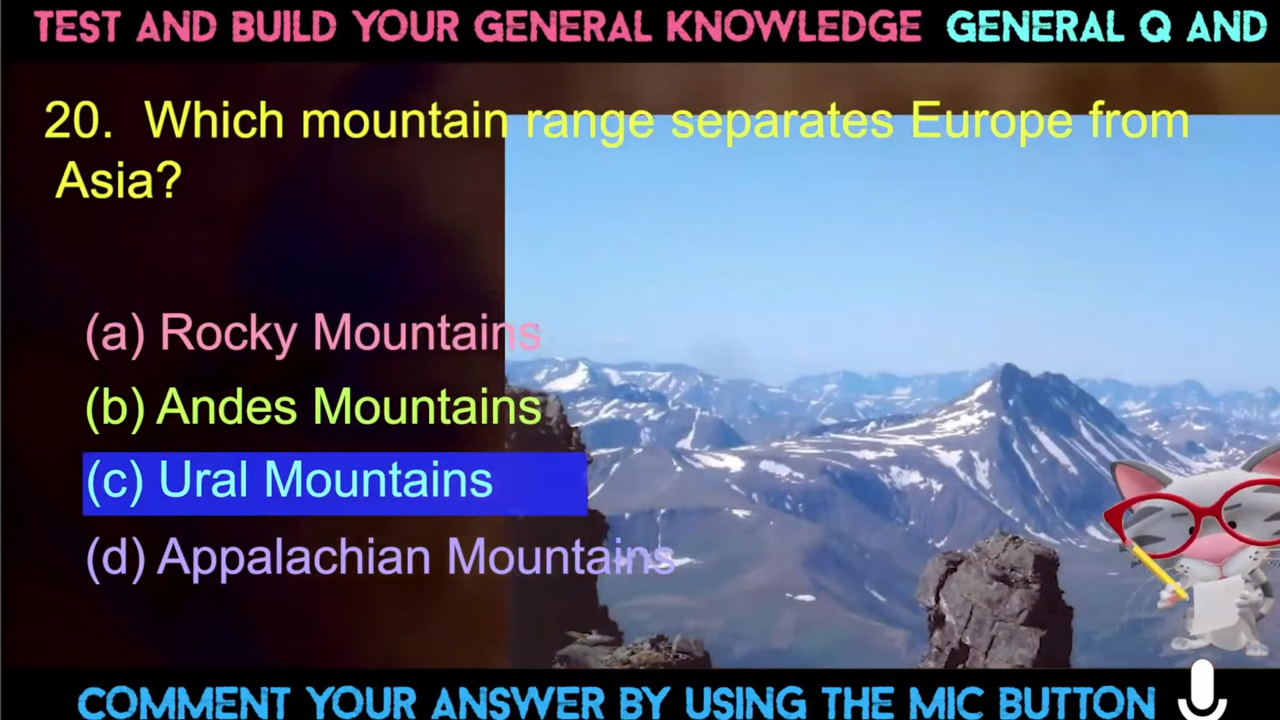 TEST AND BUILD YOUR GENERAL KNOWLEDGE GENERAL Q AND
20. Which mountain range separates Europe from
Asia?
(a) Rocky Mountains
(b) Andes Mountains
(c) Ural Mountains
(d) Appalachian Mountains
COMMENT YOUR ANSWER BY USING THE MIC BUTTON